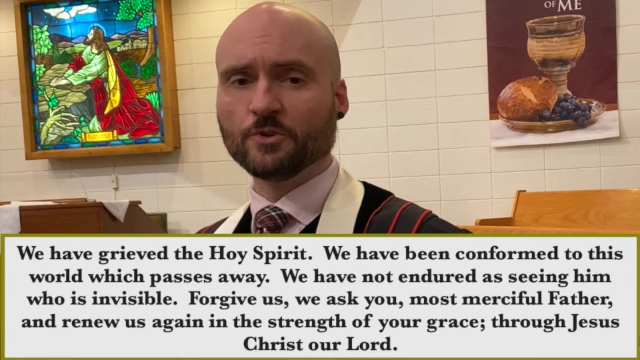 OF ME
We have grieved the Hoy Spirit.  We have been conformed to this
world which passes away.  We have not endured as seeing him
who is invisible.  Forgive us, we ask you, most merciful Father,
and renew us again in the strength of your grace; through Jesus
Christ our Lord.